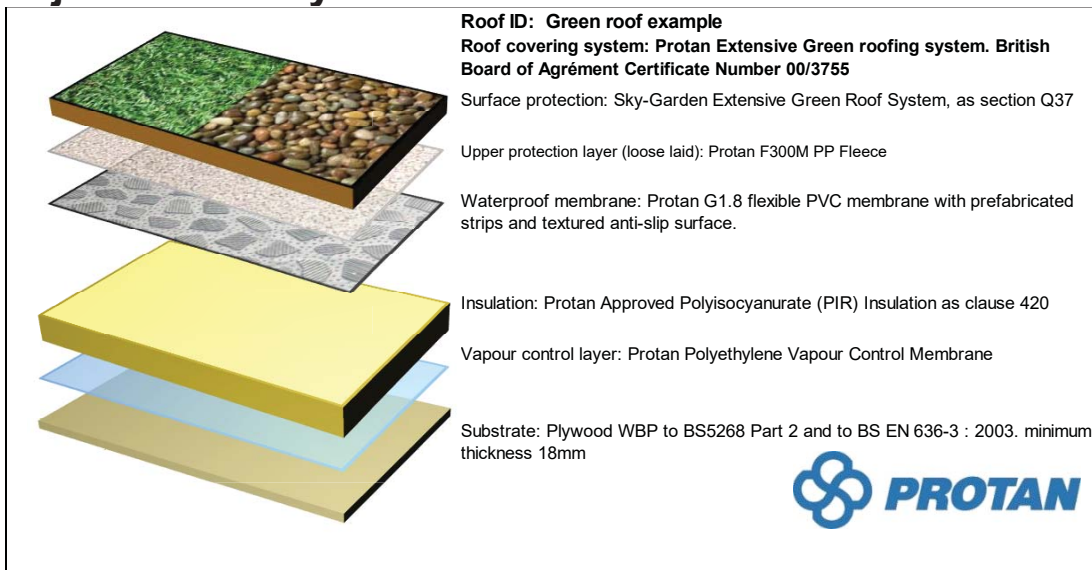 Roof ID: Green roof example
Roof covering system: Protan Extensive Green roofing system. British
Board of Agrément Certificate Number 00/3755
Surface protection: Sky-Garden Extensive Green Roof System, as section Q37
Upper protection layer (loose laid): Protan F300M PP Fleece
Waterproof membrane: Protan G1.8 flexible PVC membrane with prefabricated
strips and textured anti-slip surface.
Insulation: Protan Approved Polyisocyanurate (PIR) Insulation as clause 420
Vapour control layer: Protan Polyethylene Vapour Control Membrane
Substrate: Plywood WBP to BS5268 Part 2 and to BS EN 636-3 : 2003. minimum
thickness 18mm
PROTAN